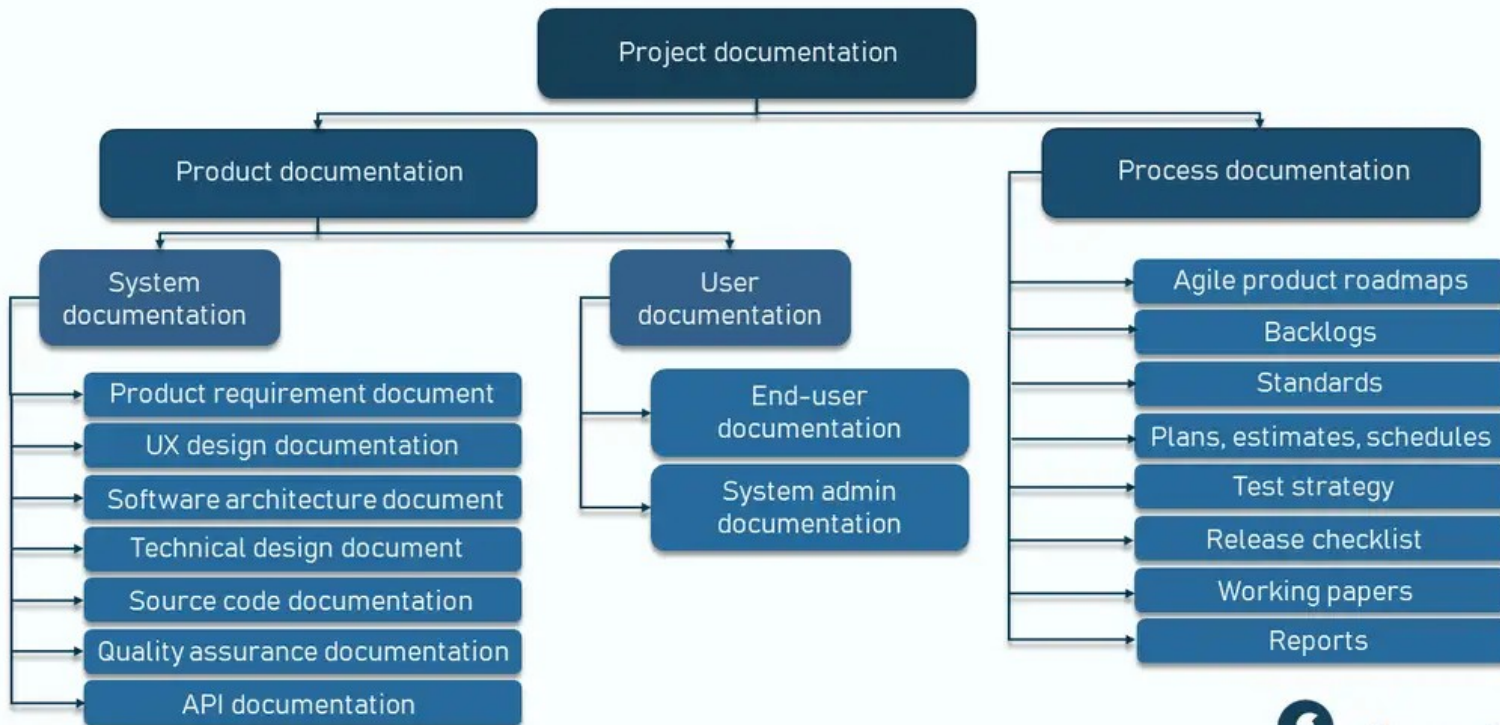 Project documentation
Product documentation
Process documentation
System
documentation
User
documentation
Product requirement document
UX design documentation
Software architecture document
Technical design document
Source code documentation
Quality assurance documentation
API documentation
End-user
documentation
System admin
documentation
Agile product roadmaps
Backlogs
Standards
Plans, estimates, schedules
Test strategy
Release checklist
Working papers
Reports